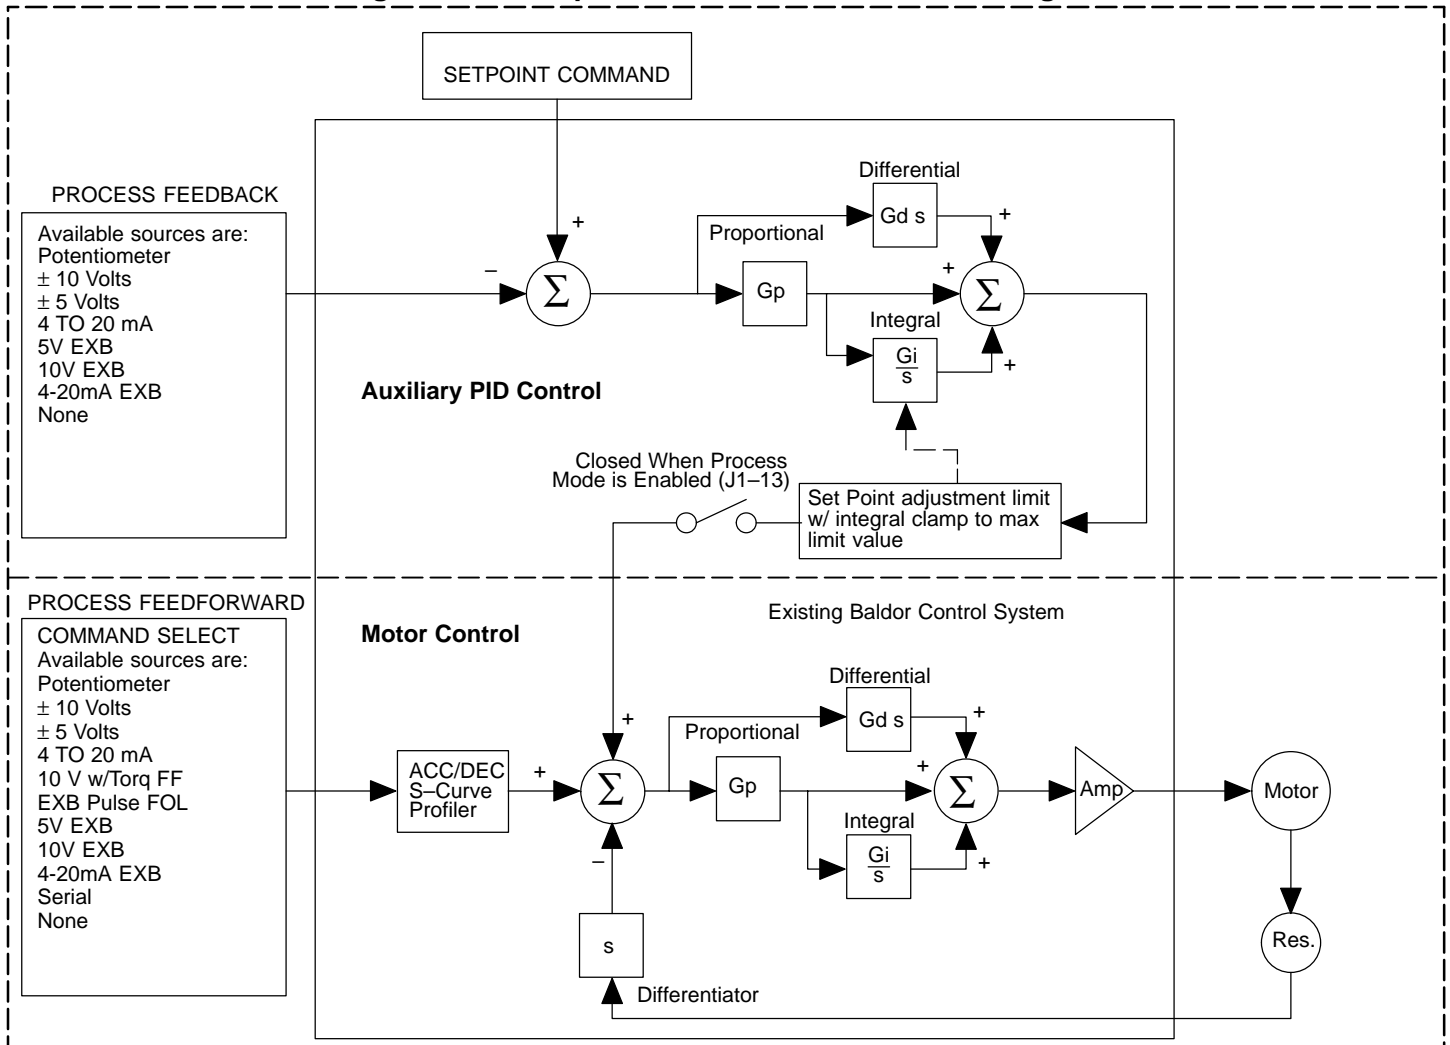 SETPOINT COMMAND
PROCESS FEEDBACK
Available sources are:
Potentiometer
± 10 Volts
± 5 Volts
4 TO 20 mA
5V EXB
10V EXB
4-20mA EXB
None
+
–
Σ
Differential
Gd s
+
Proportional
Gp
+
Σ
Integral
Gi
s
+
Auxiliary PID Control
Closed When Process
Mode is Enabled (J1–13)
Set Point adjustment limit
w/ integral clamp to max
limit value
PROCESS FEEDFORWARD
COMMAND SELECT
Available sources are:
Potentiometer
± 10 Volts
± 5 Volts
4 TO 20 mA
10 V w/Torq FF
EXB Pulse FOL
5V EXB
10V EXB
4-20mA EXB
Serial
None
Motor Control
Existing Baldor Control System
ACC/DEC
S–Curve
Profiler
+
+
Σ
–
Differential
Gd s
+
Proportional
Gp
+
Σ
Integral
Gi
s
+
Amp
Motor
Res.
s
Differentiator